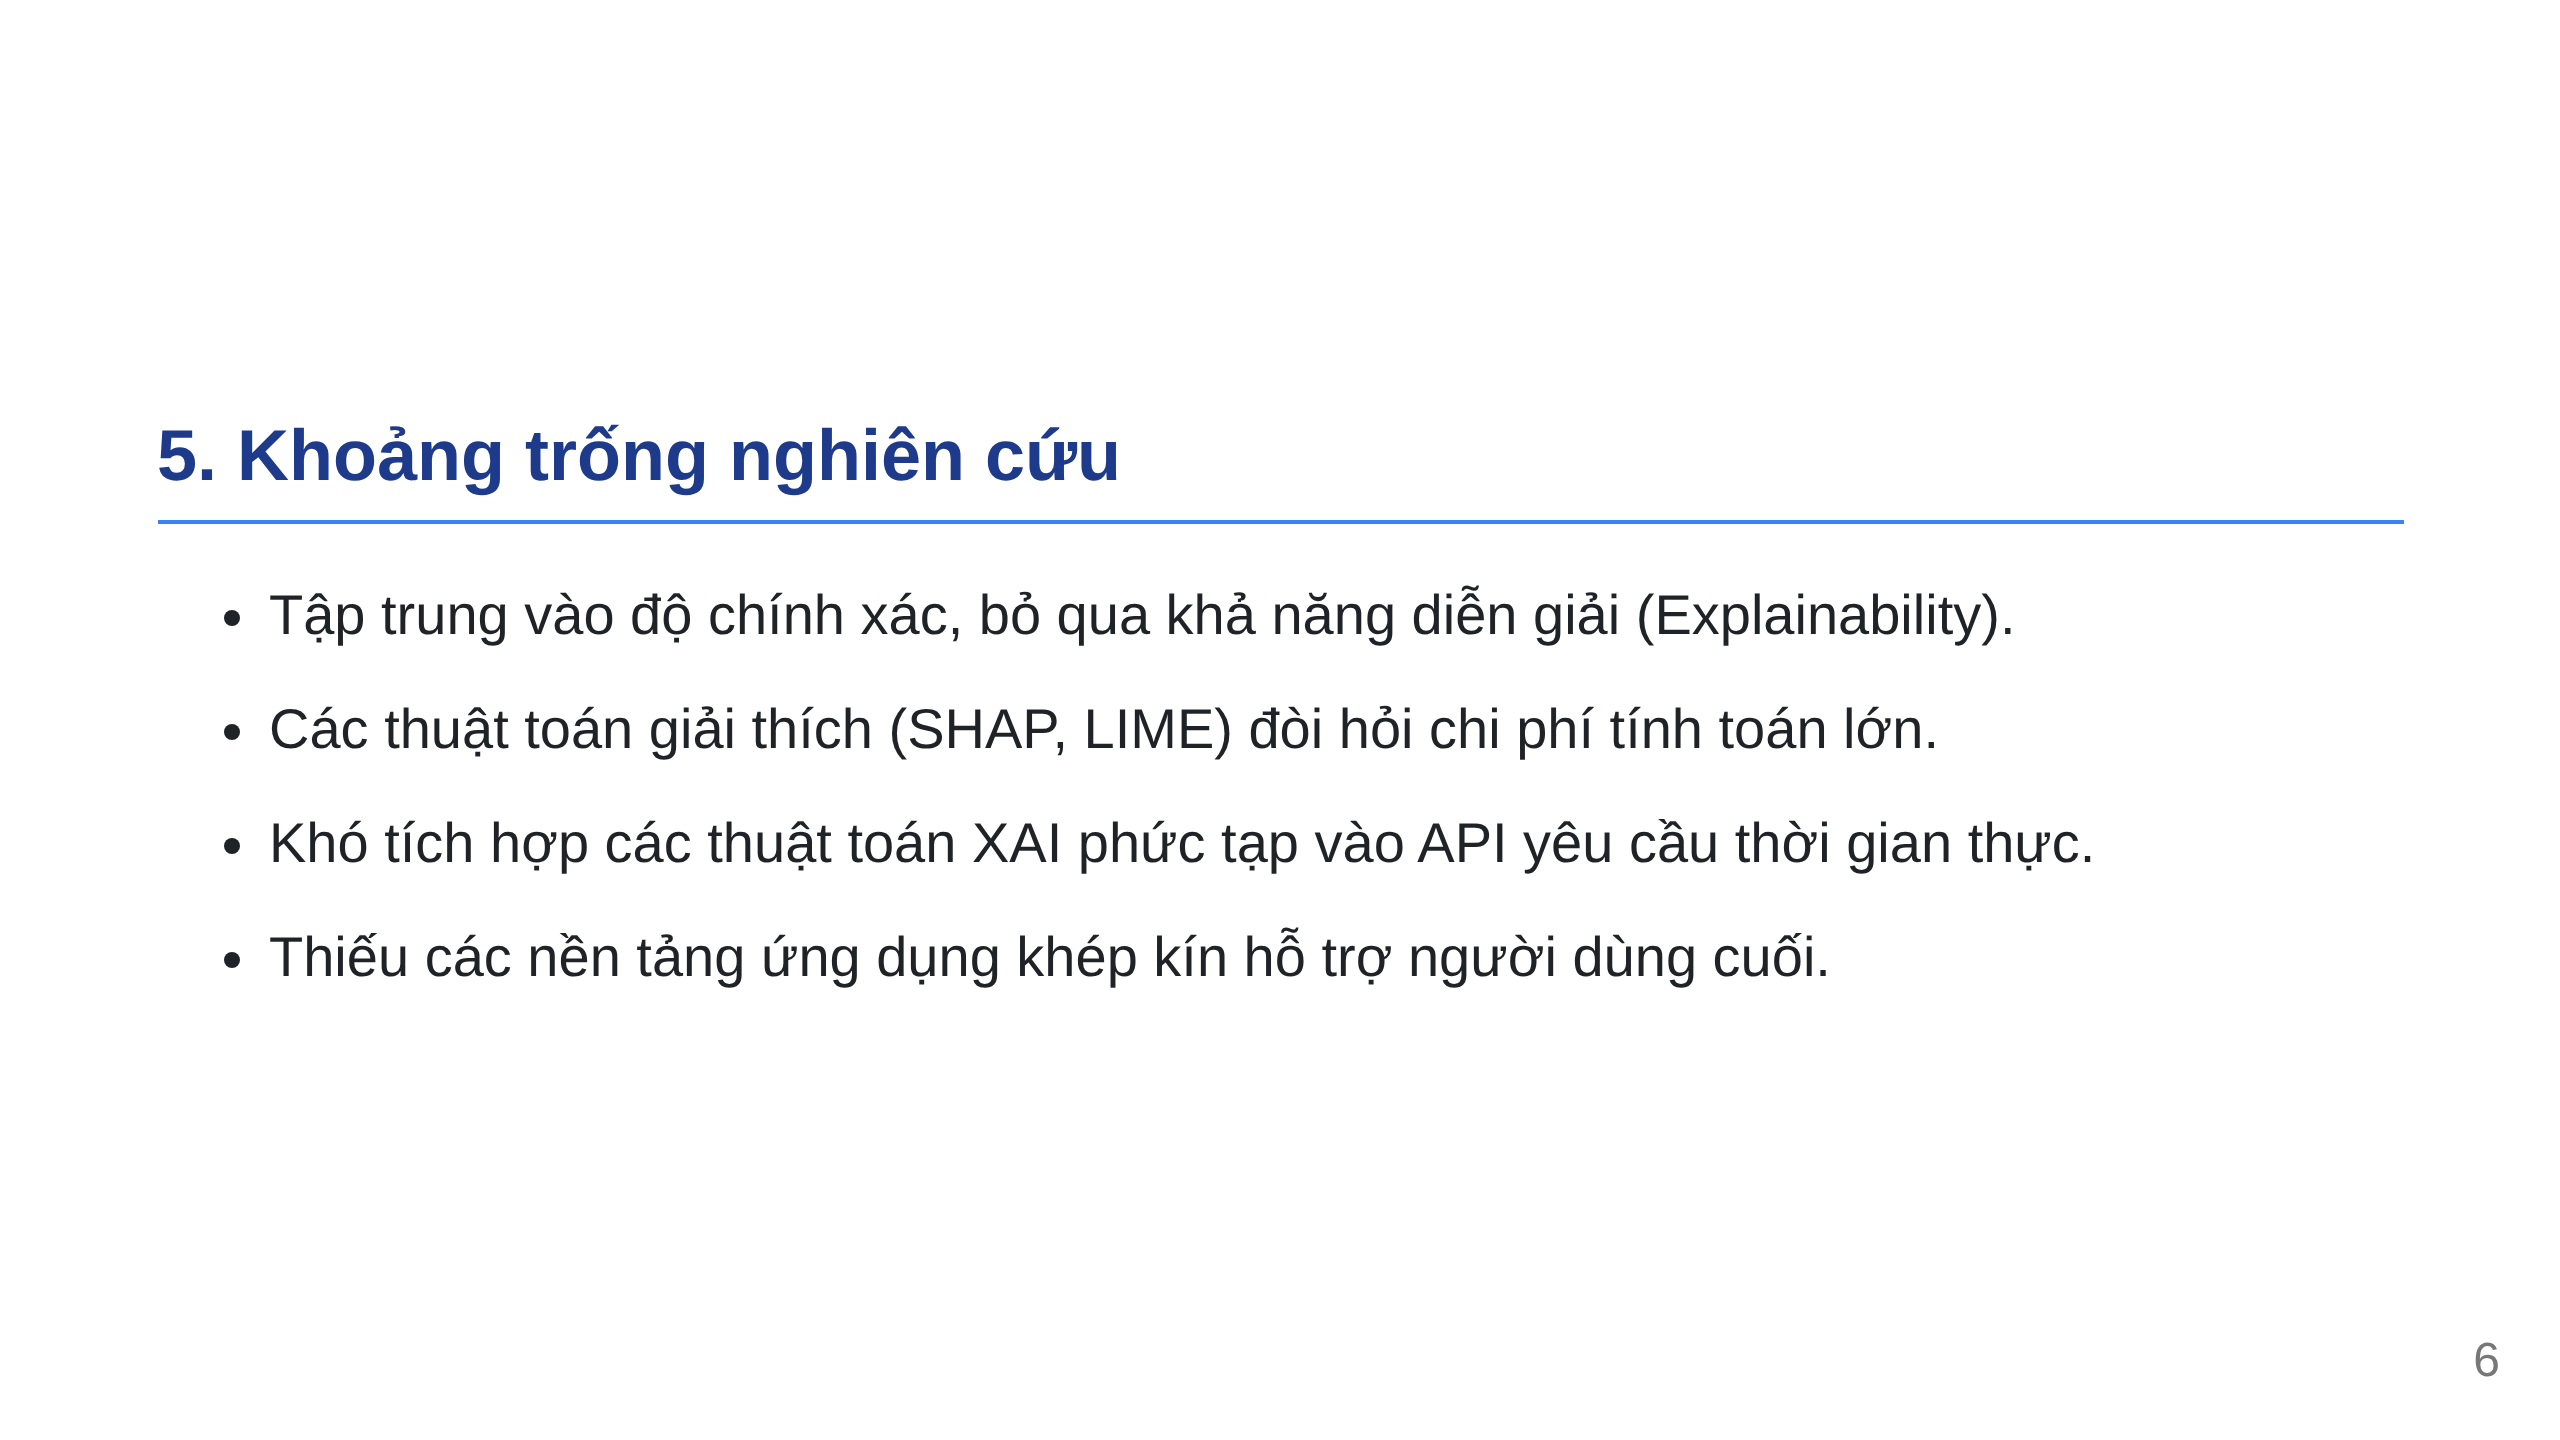 5. Khoảng trống nghiên cứu
• Tập trung vào độ chính xác, bỏ qua khả năng diễn giải (Explainability).
• Các thuật toán giải thích (SHAP, LIME) đòi hỏi chi phí tính toán lớn.
• Khó tích hợp các thuật toán XAI phức tạp vào API yêu cầu thời gian thực.
• Thiếu các nền tảng ứng dụng khép kín hỗ trợ người dùng cuối.
6